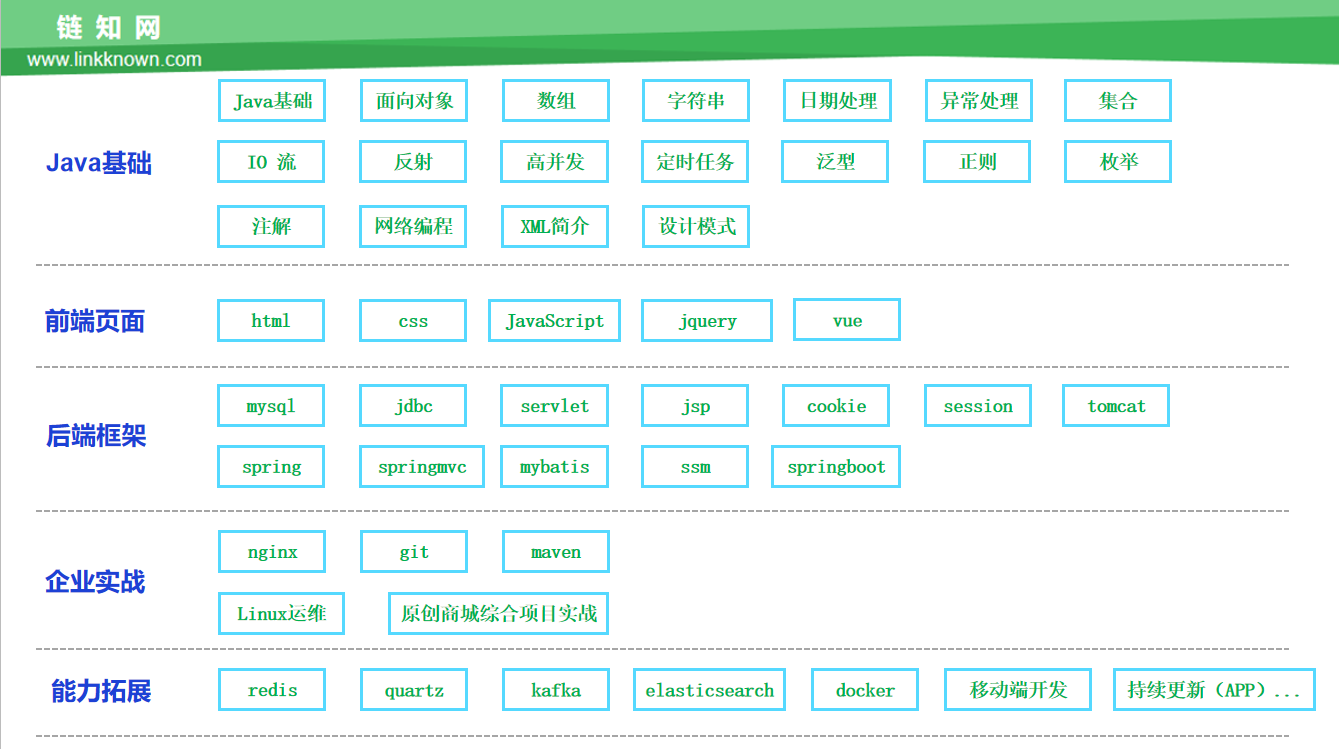 链知网
www.linkknown.com
Java基础 面向对象 数组 字符串 日期处理 异常处理 集合
Java基础
IO 流 反射 高并发 定时任务 泛型 正则 枚举
注解 网络编程 XML简介 设计模式
前端页面
html css JavaScript jquery vue
mysql jdbc servlet jsp cookie session tomcat
后端框架
spring springmvc mybatis ssm springboot
nginx git maven
企业实战
Linux运维 原创商城综合项目实战
能力拓展
redis quartz kafka elasticsearch docker 移动端开发 持续更新（APP）...